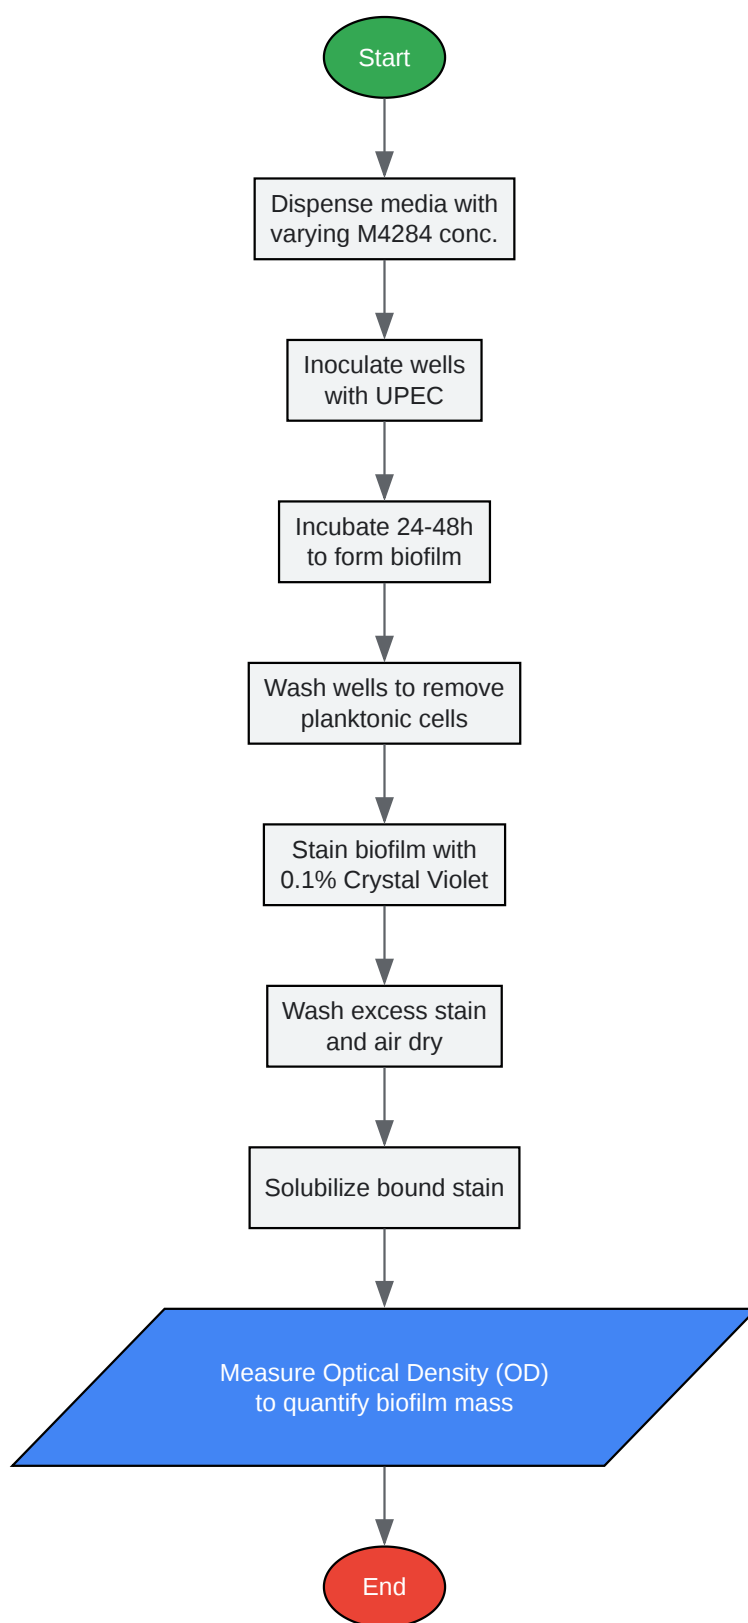 Start
Dispense media with
varying M4284 conc.
Inoculate wells
with UPEC
Incubate 24-48h
to form biofilm
Wash wells to remove
planktonic cells
Stain biofilm with
0.1% Crystal Violet
Wash excess stain
and air dry
Solubilize bound stain
Measure Optical Density (OD)
to quantify biofilm mass
End